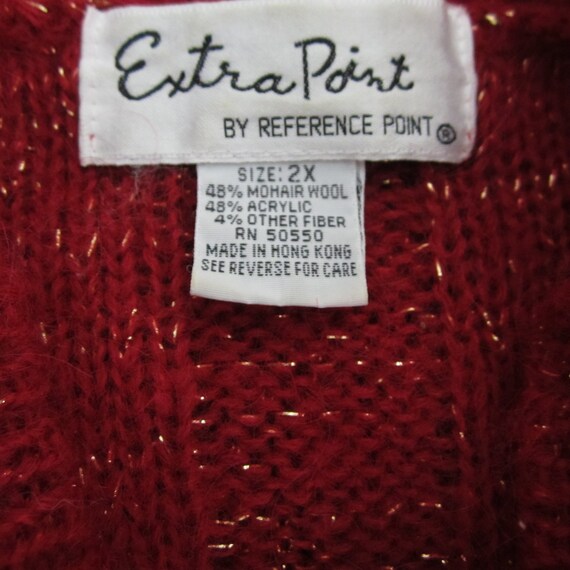 Extra Point
BY REFERENCE POINT®
SIZE: 2X
48% MOHAIR WOOL
48% ACRYLIC
4% OTHER FIBER
RN 50550
MADE IN HONG KONG
SEE REVERSE FOR CARE